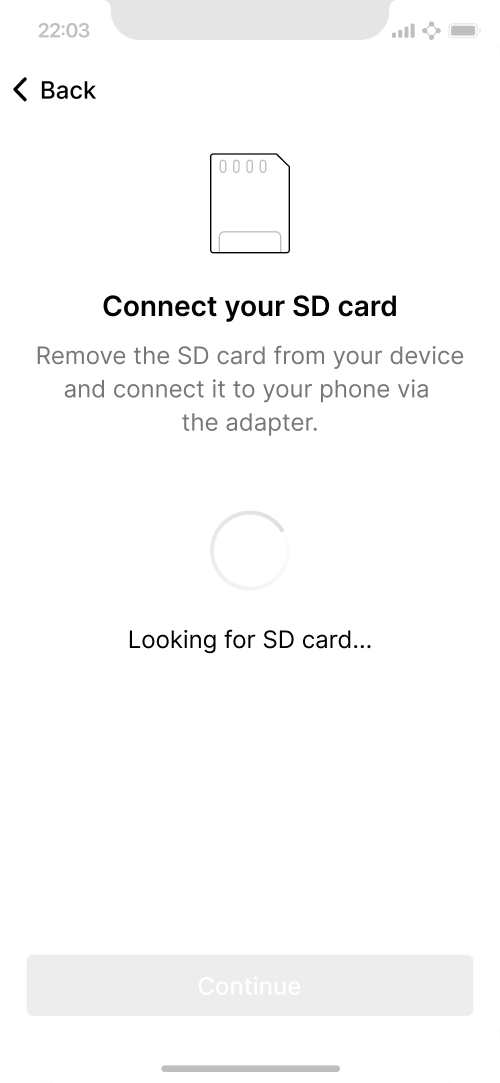 22:03
Back
Connect your SD card
Remove the SD card from your device
and connect it to your phone via
the adapter.
Looking for SD card...
Continue